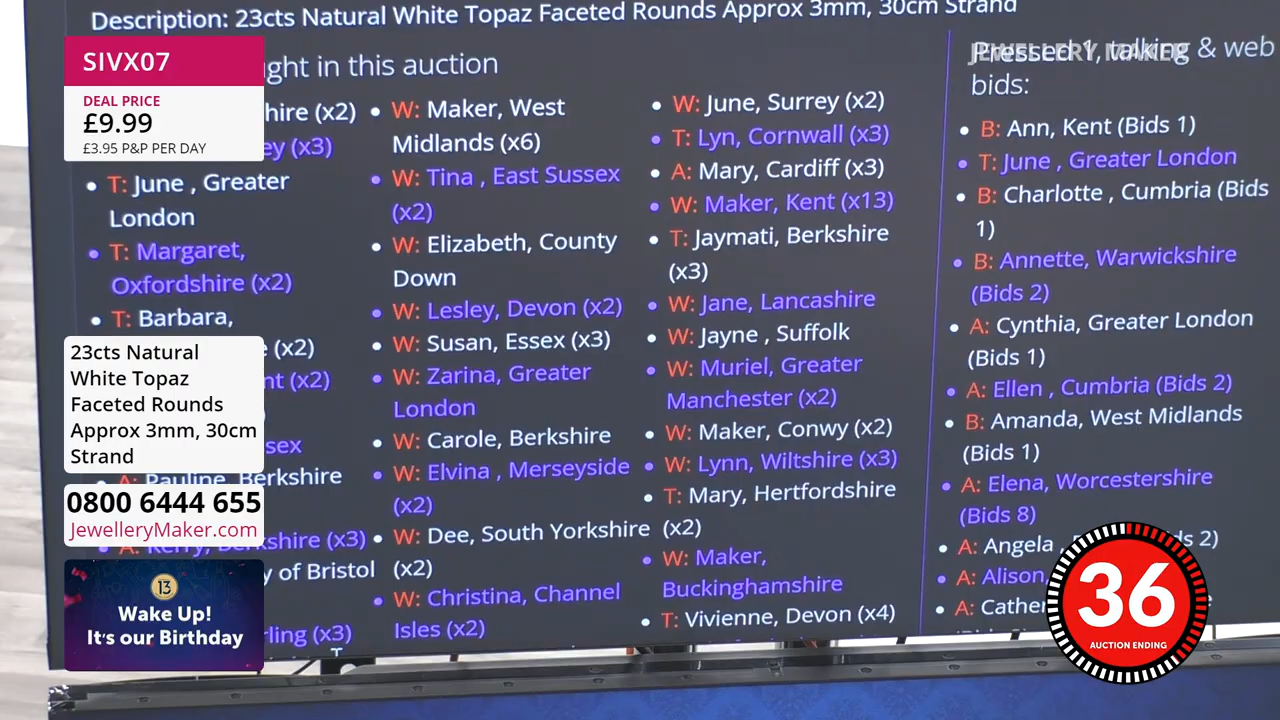 Description: 23cts Natural White Topaz Faceted Rounds Approx 3mm, 30cm Strand
SIVX07
DEAL PRICE
£9.99
£3.95 P&P PER DAY
ght in this auction
hire (x2)
ey (x3)
• T: June , Greater
London
• T: Margaret,
Oxfordshire (x2)
• T: Barbara,
(x2)
nt (x2)
sex
A: Pauline, Berkshire
A: Kerry, Berkshire (x3)
y of Bristol
rling (x3)
23cts Natural
White Topaz
Faceted Rounds
Approx 3mm, 30cm
Strand
0800 6444 655
JewelleryMaker.com
13
Wake Up!
It's our Birthday
• W: Maker, West
Midlands (x6)
• W: Tina , East Sussex
(x2)
• W: Elizabeth, County
Down
• W: Lesley, Devon (x2)
• W: Susan, Essex (x3)
• W: Zarina, Greater
London
• W: Carole, Berkshire
• W: Elvina , Merseyside
(x2)
• W: Dee, South Yorkshire
(x2)
• W: Christina, Channel
Isles (x2)
• W: June, Surrey (x2)
• T: Lyn, Cornwall (x3)
• A: Mary, Cardiff (x3)
• W: Maker, Kent (x13)
• T: Jaymati, Berkshire
(x3)
• W: Jane, Lancashire
• W: Jayne , Suffolk
• W: Muriel, Greater
Manchester (x2)
• W: Maker, Conwy (x2)
• W: Lynn, Wiltshire (x3)
• T: Mary, Hertfordshire
(x2)
• W: Maker,
Buckinghamshire
• T: Vivienne, Devon (x4)
JEWELLERY MAKER
Pressed 1, talking & web
bids:
• B: Ann, Kent (Bids 1)
• T: June , Greater London
• B: Charlotte , Cumbria (Bids
1)
• B: Annette, Warwickshire
(Bids 2)
• A: Cynthia, Greater London
(Bids 1)
• A: Ellen , Cumbria (Bids 2)
• B: Amanda, West Midlands
(Bids 1)
• A: Elena, Worcestershire
(Bids 8)
• A: Angela , 2)
• A: Alison,
• A:
36
AUCTION ENDING